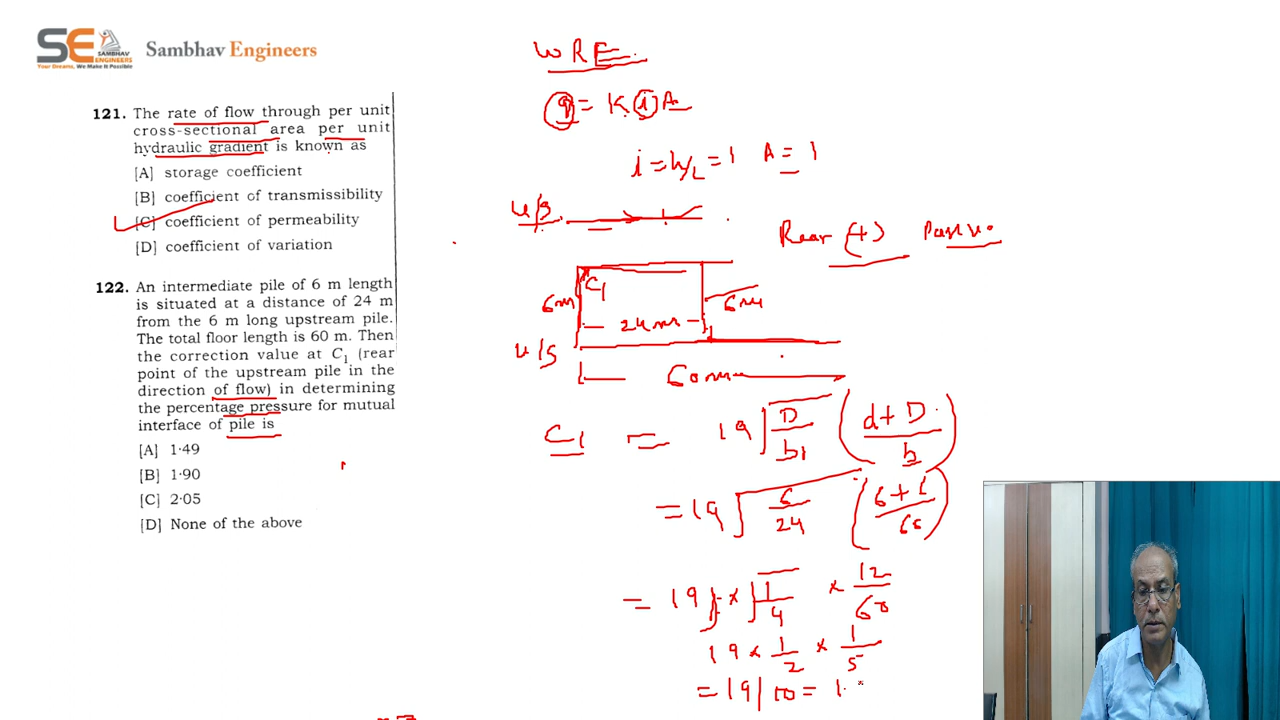 SE
SAMBHAV
ENGINEERS
Your Dreams, We Make It Possible
Sambhav Engineers
121. The rate of flow through per unit
cross-sectional area per unit
hydraulic gradient is known as
[A] storage coefficient
[B] coefficient of transmissibility
[C] coefficient of permeability
[D] coefficient of variation
122. An intermediate pile of 6 m length
is situated at a distance of 24 m
from the 6 m long upstream pile.
The total floor length is 60 m. Then
the correction value at C₁ (rear
point of the upstream pile in the
direction of flow) in determining
the percentage pressure for mutual
interface of pile is
[A] 1·49
[B] 1·90
[C] 2·05
[D] None of the above
WRE
q = K i A
i = h/L = 1 A = 1
u/s
Rear (+)
C₁
6m
24m
6m
u/s
60m
C₁ = 19 √D/b₁ (d+D/b)
= 19 √6/24
= 19 × √1/4 × 12/60
19 × 1/2 × 1/5
= 19/10 = 1.